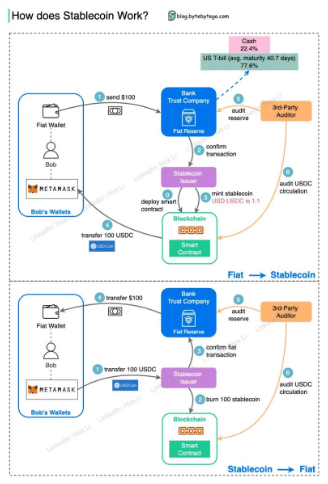 How does Stablecoin Work?
blog.bytebytego.com
Cash
22.4%
US T-bill (avg. maturity 40.7 days)
77.6%
1 send $100
Bank
Trust Company
Fiat Reserve
5
audit
reserve
3rd-Party
Auditor
Fiat Wallet
Bob
METAMASK
Bob's Wallets
2 confirm
transaction
Stablecoin
Issuer
0
deploy smart
contract
3 mint stablecoin
USD:USDC is 1:1
6
audit USDC
circulation
4
transfer 100 USDC
USD Coin
Blockchain
Smart
Contract
Fiat Stablecoin
4 transfer $100
Bank
Trust Company
Fiat Reserve
5
audit
reserve
3rd-Party
Auditor
Fiat Wallet
Bob
METAMASK
Bob's Wallets
1 transfer 100 USDC
USD Coin
3 confirm fiat
transaction
Stablecoin
Issuer
2 burn 100 stablecoin
6
audit USDC
circulation
Blockchain
Smart
Contract
Stablecoin Fiat